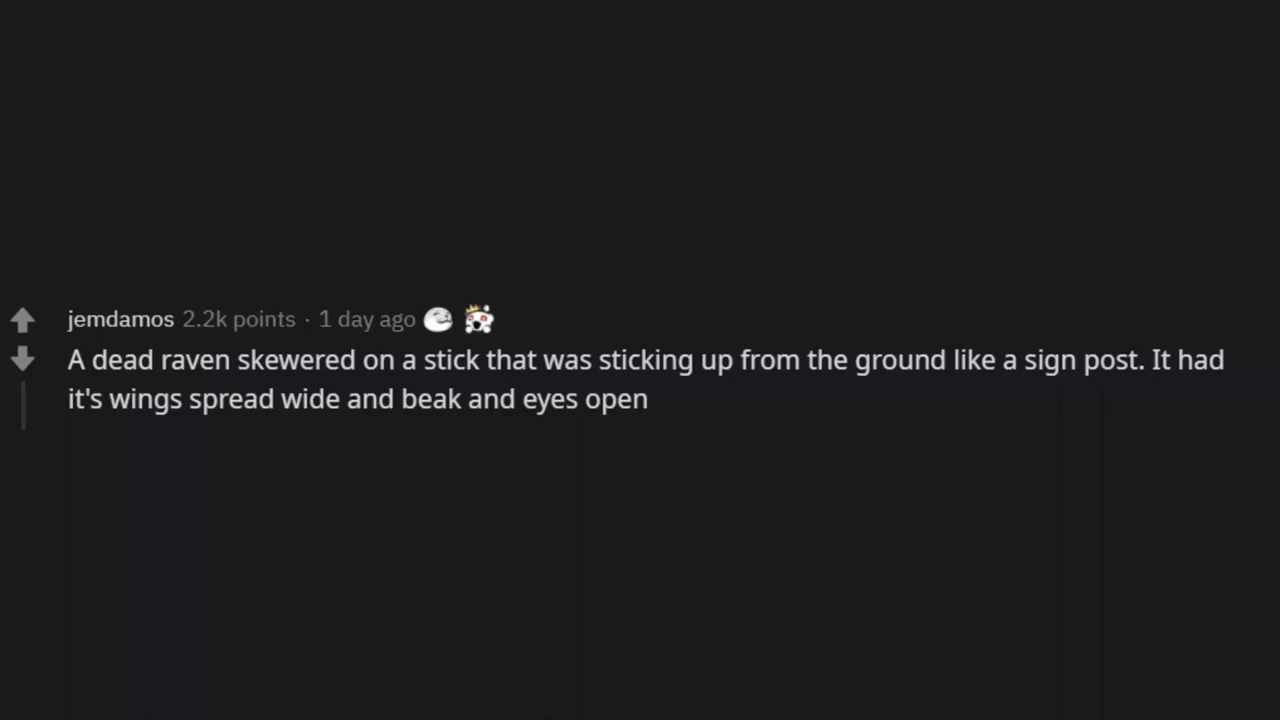 jemdamos 2.2k points · 1 day ago
A dead raven skewered on a stick that was sticking up from the ground like a sign post. It had
it's wings spread wide and beak and eyes open